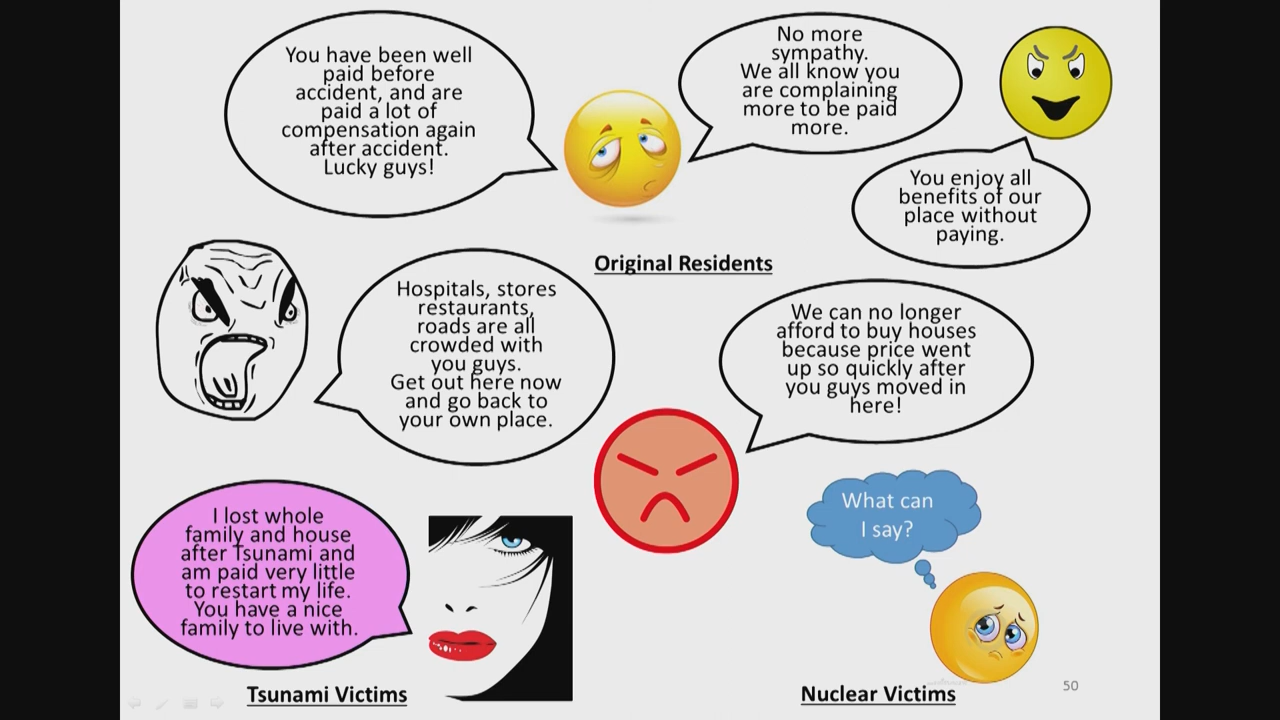 You have been well
paid before
accident, and are
paid a lot of
compensation again
after accident.
Lucky guys!
No more
sympathy.
We all know you
are complaining
more to be paid
more.
You enjoy all
benefits of our
place without
paying.
Original Residents
Hospitals, stores
restaurants,
roads are all
crowded with
you guys.
Get out here now
and go back to
your own place.
We can no longer
afford to buy houses
because price went
up so quickly after
you guys moved in
here!
What can
I say?
I lost whole
family and house
after Tsunami and
am paid very little
to restart my life.
You have a nice
family to live with.
Tsunami Victims
Nuclear Victims
50